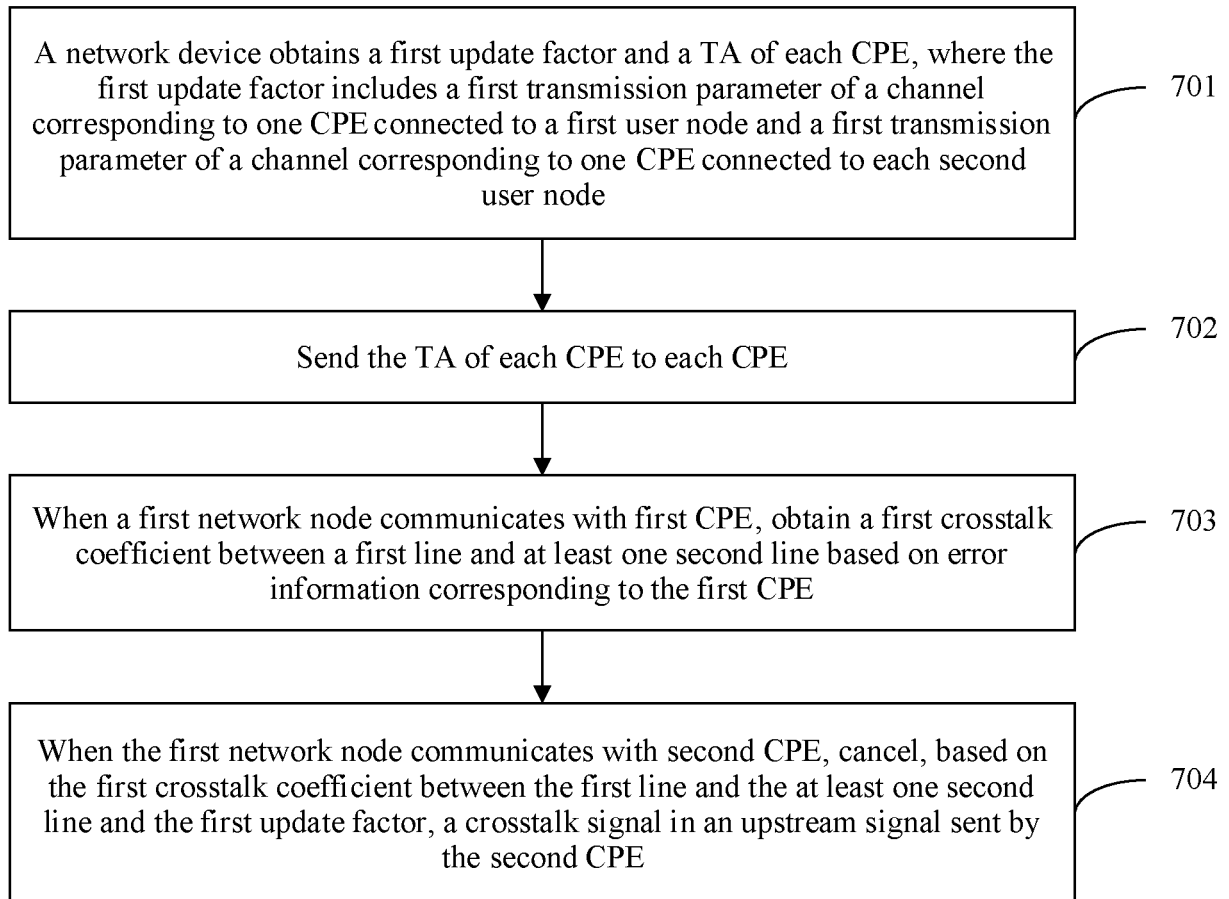 A network device obtains a first update factor and a TA of each CPE, where the
first update factor includes a first transmission parameter of a channel
corresponding to one CPE connected to a first user node and a first transmission
parameter of a channel corresponding to one CPE connected to each second
user node
701
Send the TA of each CPE to each CPE
702
When a first network node communicates with first CPE, obtain a first crosstalk
coefficient between a first line and at least one second line based on error
information corresponding to the first CPE
703
When the first network node communicates with second CPE, cancel, based on
the first crosstalk coefficient between the first line and the at least one second
line and the first update factor, a crosstalk signal in an upstream signal sent by
the second CPE
704